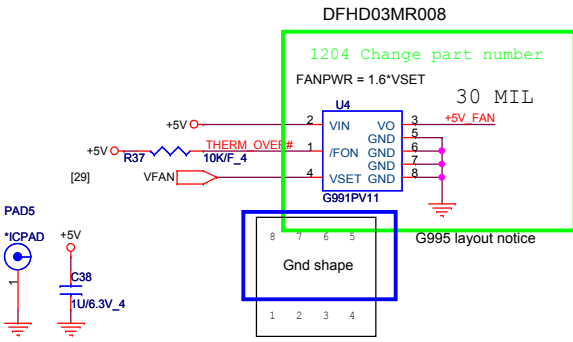 DFHD03MR008
1204 Change part number
FANPWR = 1.6*VSET
30 MIL
U4
+5V 2 VIN VO 3 +5V_FAN
GND 5
+5V R37 10K/F_4 THERM_OVER# 1 /FON GND 6
GND 7
[29] VFAN 4 VSET GND 8
G991PV11
G995 layout notice
PAD5
*ICPAD
1
+5V
C38
1U/6.3V_4
8 7 6 5
Gnd shape
1 2 3 4